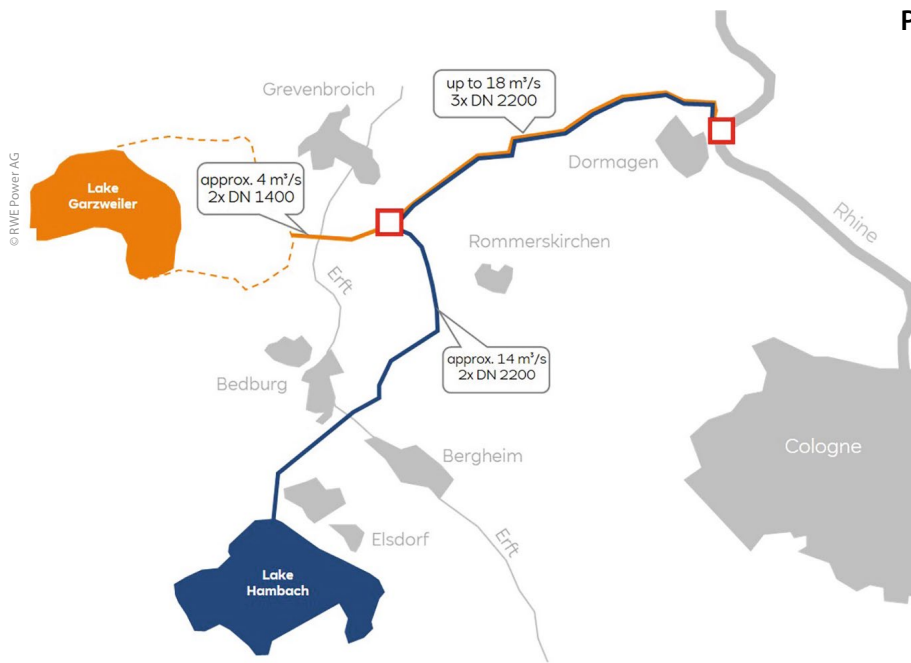 P
Grevenbroich
up to 18 m³/s
3x DN 2200
Dormagen
Lake
Garzweiler
approx. 4 m³/s
2x DN 1400
© RWE Power AG
Rhine
Rommerskirchen
Erft
approx. 14 m³/s
2x DN 2200
Bedburg
Cologne
Bergheim
Elsdorf
Erft
Lake
Hambach